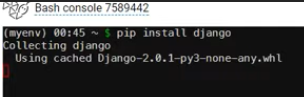 Bash console 7589442
(myenv) 00:45 ~ $ pip install django
Collecting django
  Using cached Django-2.0.1-py3-none-any.whl